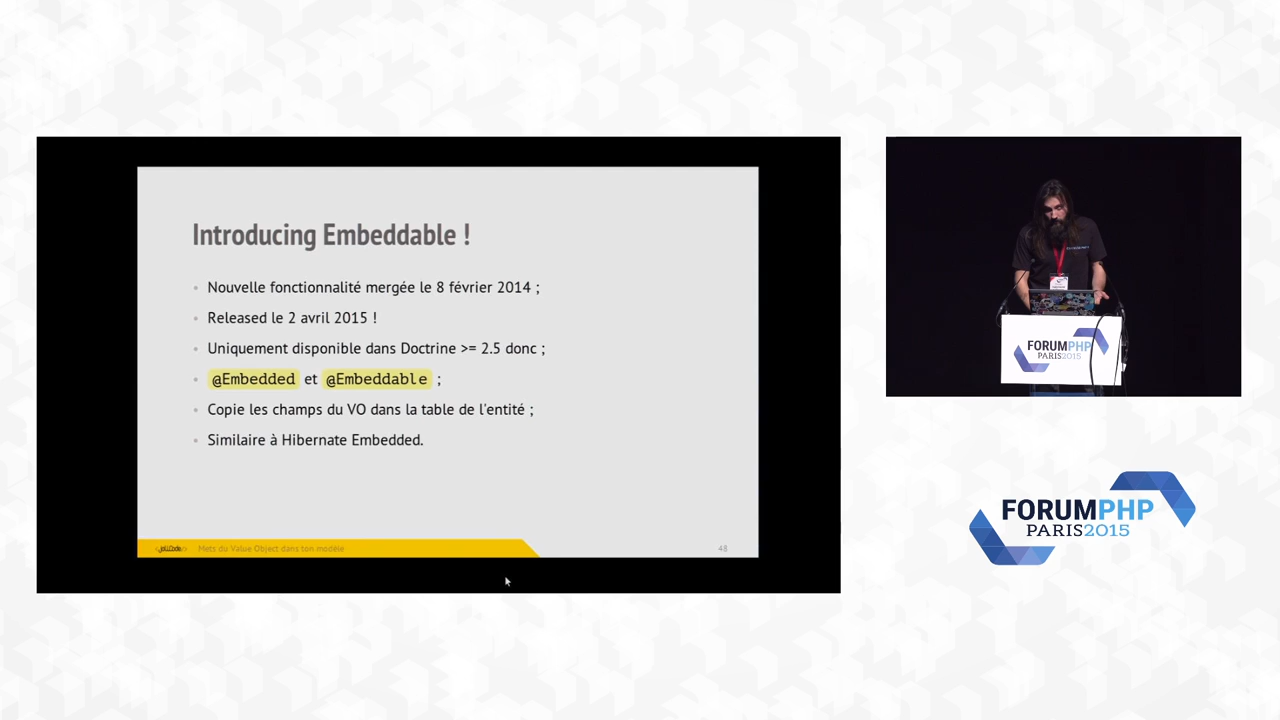 Introducing Embeddable !
Nouvelle fonctionnalité mergée le 8 février 2014 ;
Released le 2 avril 2015 !
Uniquement disponible dans Doctrine >= 2.5 donc ;
@Embedded et @Embeddable ;
Copie les champs du VO dans la table de l'entité ;
Similaire à Hibernate Embedded.
JoliCode Mets du Value Object dans ton modèle 48
FORUMPHP
PARIS2015
FORUMPHP
PARIS2015